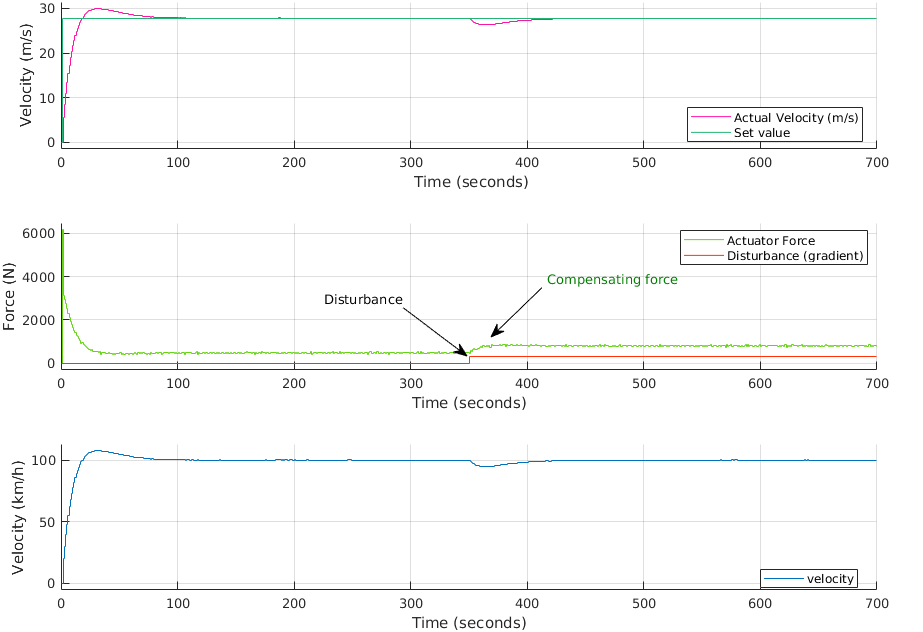 30
20
10
0
Velocity (m/s)
Actual Velocity (m/s)
Set value
0 100 200 300 400 500 600 700
Time (seconds)
6000
4000
2000
0
Force (N)
Actuator Force
Disturbance (gradient)
Compensating force
Disturbance
0 100 200 300 400 500 600 700
Time (seconds)
100
50
0
Velocity (km/h)
velocity
0 100 200 300 400 500 600 700
Time (seconds)